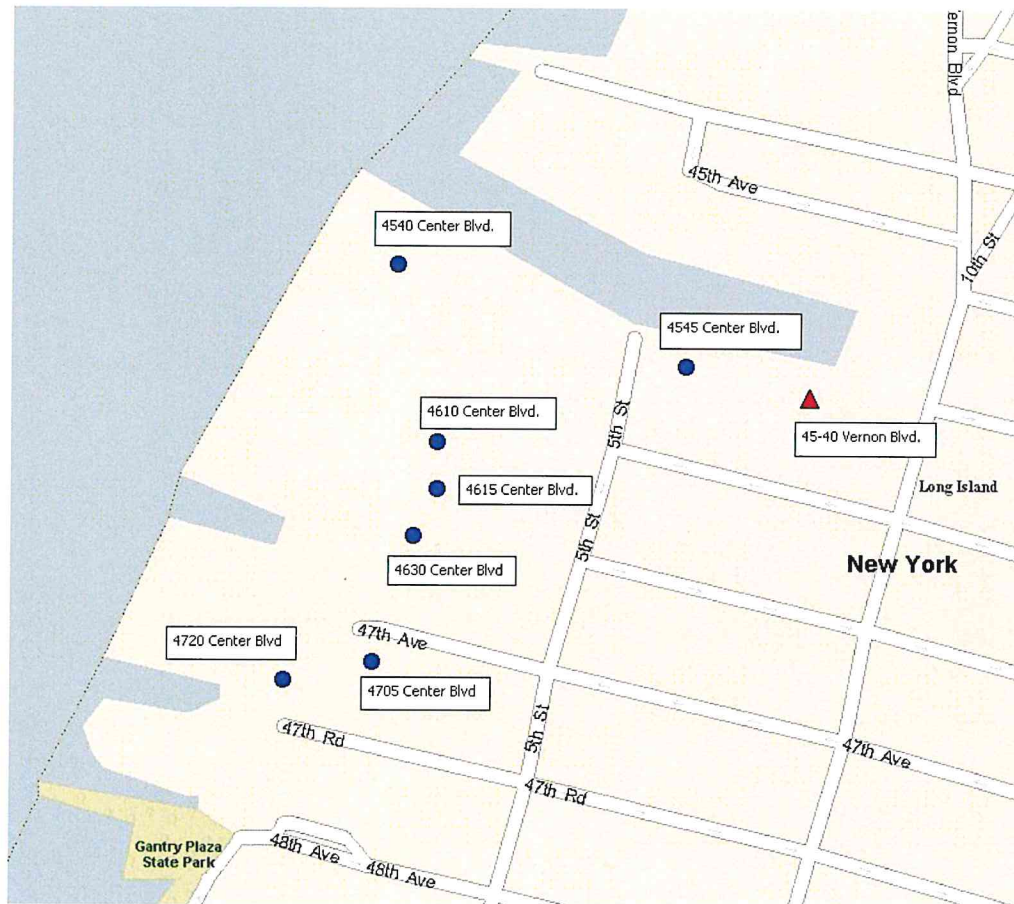 ernon Blvd
45th Ave
4540 Center Blvd.
10th St
4545 Center Blvd.
4610 Center Blvd.
5th St
45-40 Vernon Blvd.
4615 Center Blvd.
Long Island
5th St
4630 Center Blvd
New York
47th Ave
4720 Center Blvd
4705 Center Blvd
5th St
47th Rd
47th Ave
47th Rd
Gantry Plaza
State Park
48th Ave
48th Ave